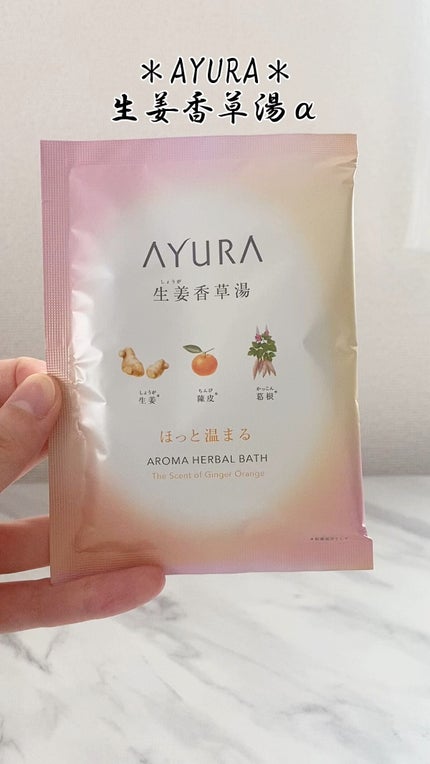 ＊AYURA＊
生姜香草湯α
AYURA
しょうが
生姜香草湯
しょうが ちんぴ かっこん
生姜* 陳皮* 葛根*
ほっと温まる
AROMA HERBAL BATH
The Scent of Ginger Orange